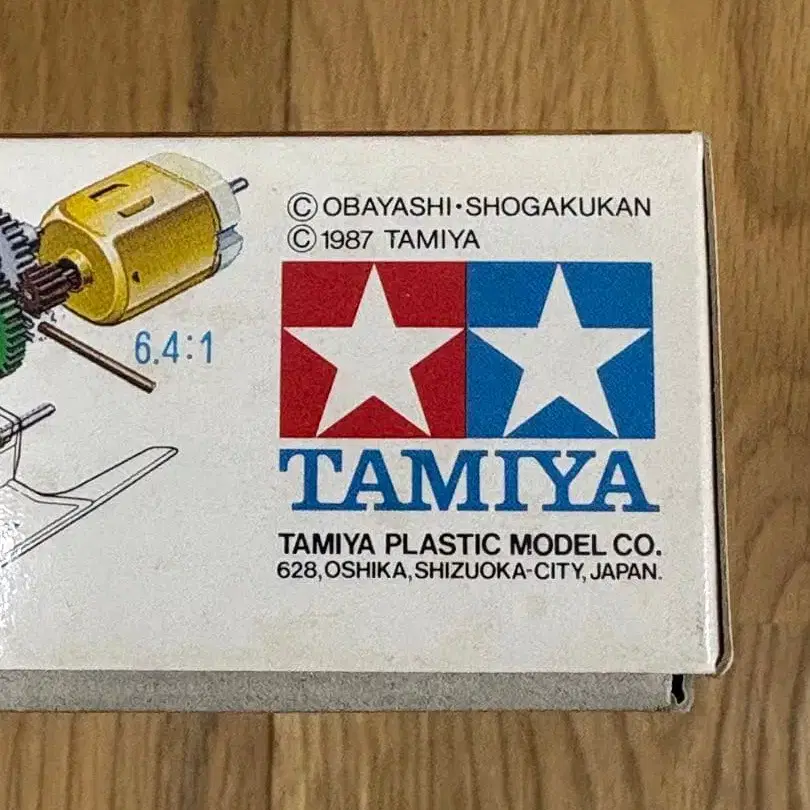 © OBAYASHI・SHOGAKUKAN
© 1987 TAMIYA
6.4:1
TAMIYA
TAMIYA PLASTIC MODEL CO.
628, OSHIKA, SHIZUOKA-CITY, JAPAN.